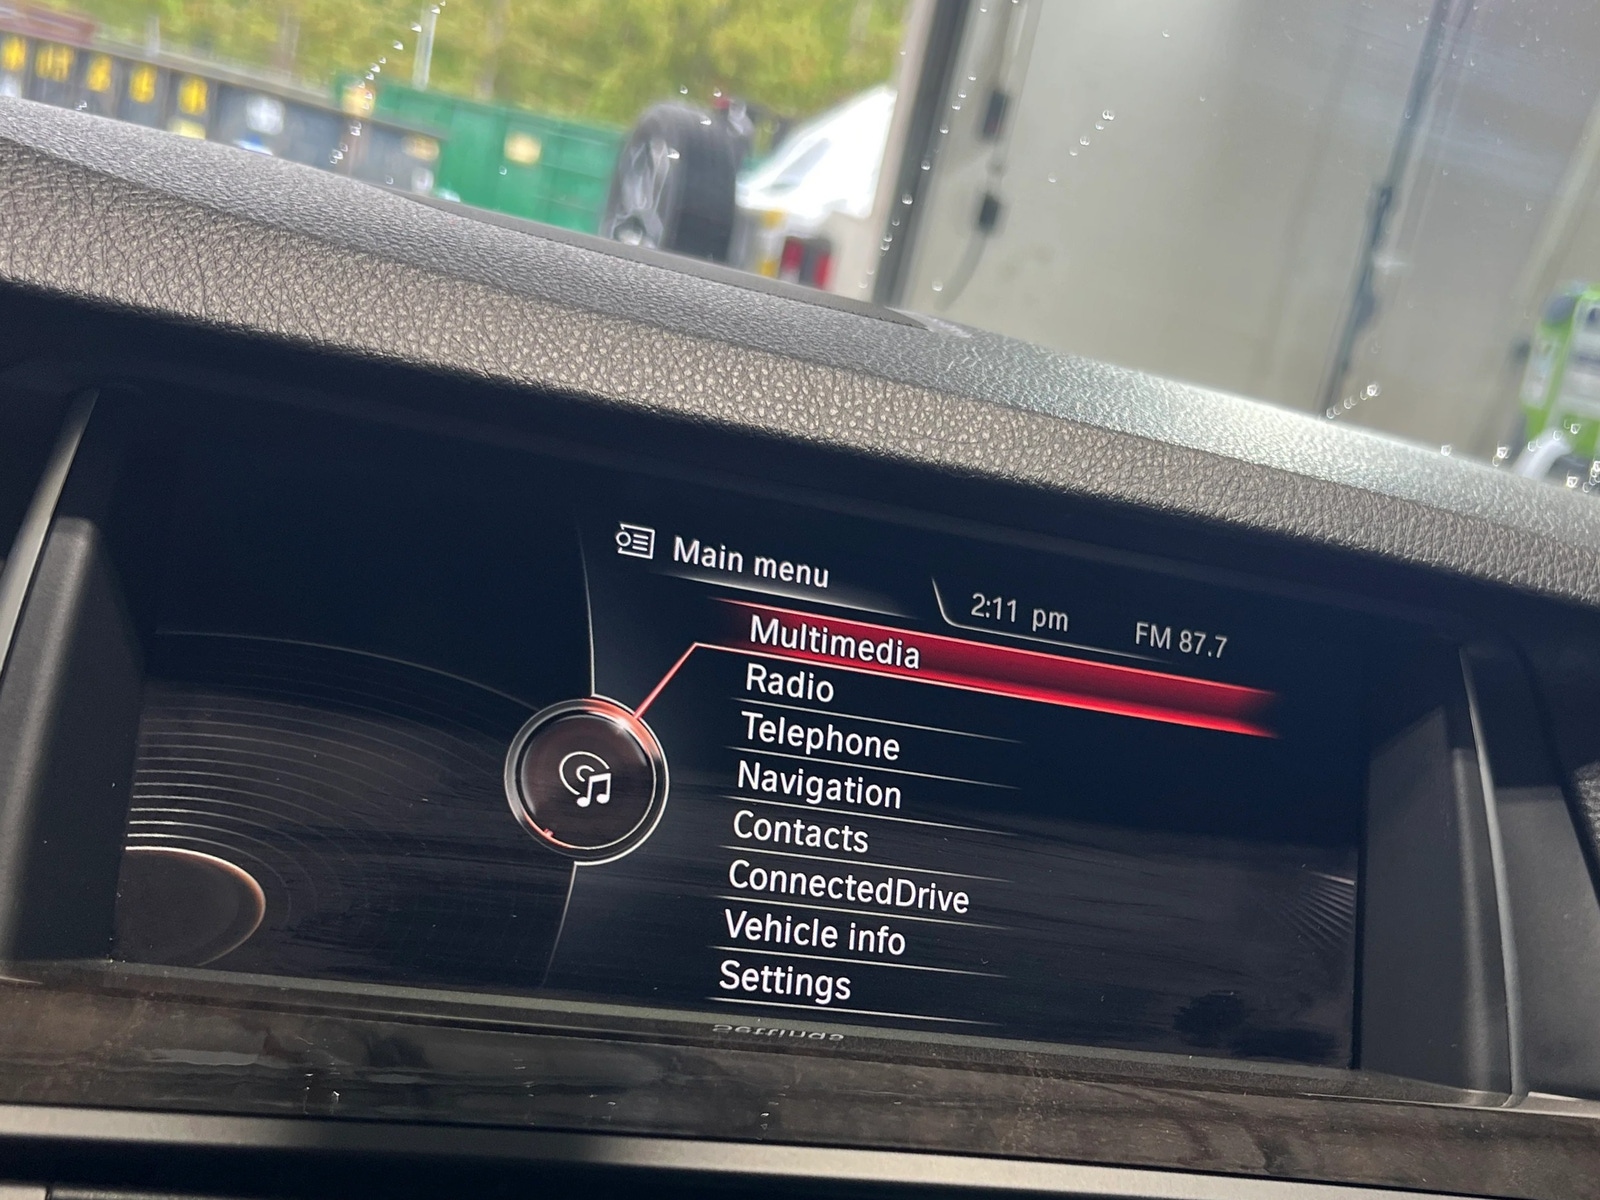 Main menu
2:11 pm
FM 87.7
Multimedia
Radio
Telephone
Navigation
Contacts
ConnectedDrive
Vehicle info
Settings